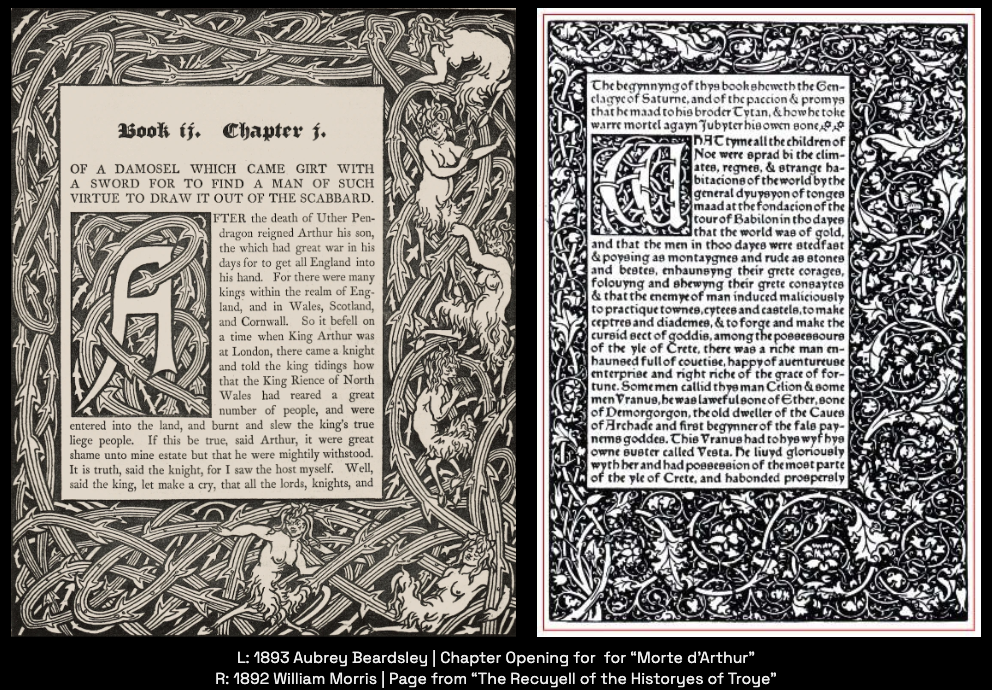 Book ij. Chapter j.
OF A DAMOSEL WHICH CAME GIRT WITH
A SWORD FOR TO FIND A MAN OF SUCH
VIRTUE TO DRAW IT OUT OF THE SCABBARD.
AFTER the death of Uther Pen-
dragon reigned Arthur his son,
the which had great war in his
days for to get all England into
his hand. For there were many
kings within the realm of Eng-
land, and in Wales, Scotland,
and Cornwall. So it befell on
a time when King Arthur was
at London, there came a knight
and told the king tidings how
that the King Rience of North
Wales had reared a great
number of people, and were
entered into the land, and burnt and slew the king's true
liege people. If this be true, said Arthur, it were great
shame unto mine estate but that he were mightily withstood.
It is truth, said the knight, for I saw the host myself. Well,
said the king, let make a cry, that all the lords, knights, and
The begynnyng of thys book sheweth the Gen-
elagye of Saturne, and of the paccion & promys
that he maad to his broder Tytan, & how he toke
warre mortel agayn Jubyter his owen sone
WHAT tyme all the children of
Noe were sprad bi the clim-
ates, regnes, & strange ha-
bitacions of the world by the
general dyuysyon of tonges
maad at the fondacion of the
tour of Babilon in tho dayes
that the world was of gold,
and that the men in thoo dayes were stedfast
& poysing as montaygnes and rude as stones
and bestes, enhaunsyng their grete corages,
folouyng and shewyng their grete consaytes
& that the enemye of man induced maliciously
to practique townes, cytees and castels, to make
ceptres and diademes, & to forge and make the
cursid sect of goddis, among the possessours
of the yle of Crete, there was a riche man en-
haunsed full of couetise, happy of auentureuse
enterprise and right riche of the grace of for-
tune. Some men callid thys man Celion & some
men Vranus, he was laweful sone of Ether, sone
of Demorgorgon, the old dweller of the Caues
of Archade and first begynner of the fals pay-
nems goddes. This Vranus had to hys wyf hys
owne suster called Vesta. He liuyd gloriously
wyth her and had possession of the most parte
of the yle of Crete, and habonded prosperly
L: 1893 Aubrey Beardsley | Chapter Opening for for “Morte d’Arthur”
R: 1892 William Morris | Page from “The Recuyell of the Historyes of Troye”